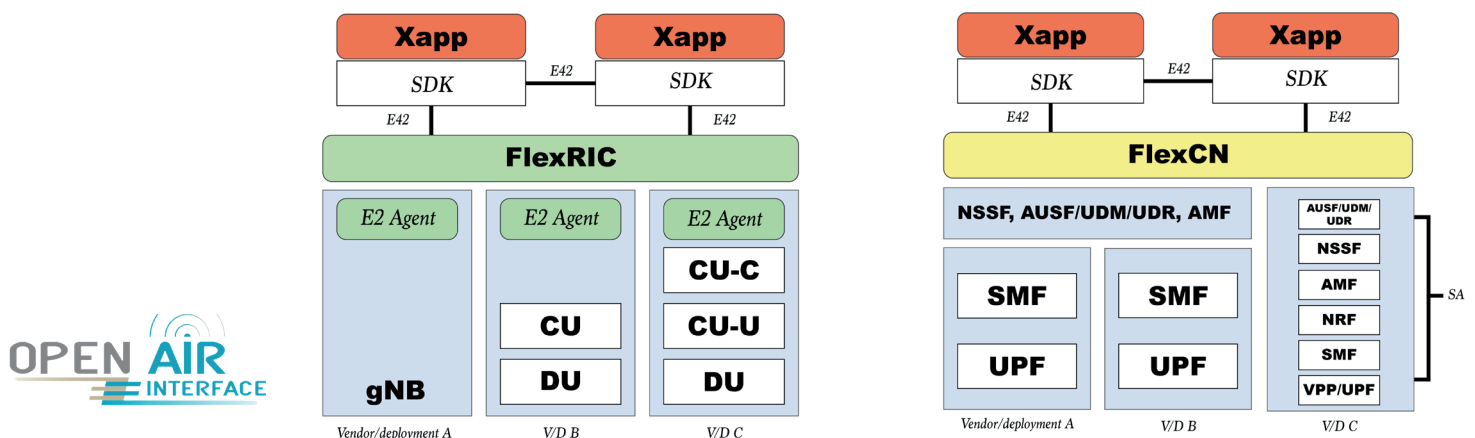 OPEN AIR
INTERFACE
Xapp
Xapp
SDK
E42
SDK
E42
E42
FlexRIC
E2 Agent
E2 Agent
E2 Agent
CU-C
CU
CU-U
gNB
DU
DU
Vendor/deployment A
V/D B
V/D C
Xapp
Xapp
SDK
E42
SDK
E42
E42
FlexCN
NSSF, AUSF/UDM/UDR, AMF
SMF
SMF
UPF
UPF
AUSF/UDM/
UDR
NSSF
AMF
NRF
SMF
VPP/UPF
SA
Vendor/deployment A
V/D B
V/D C